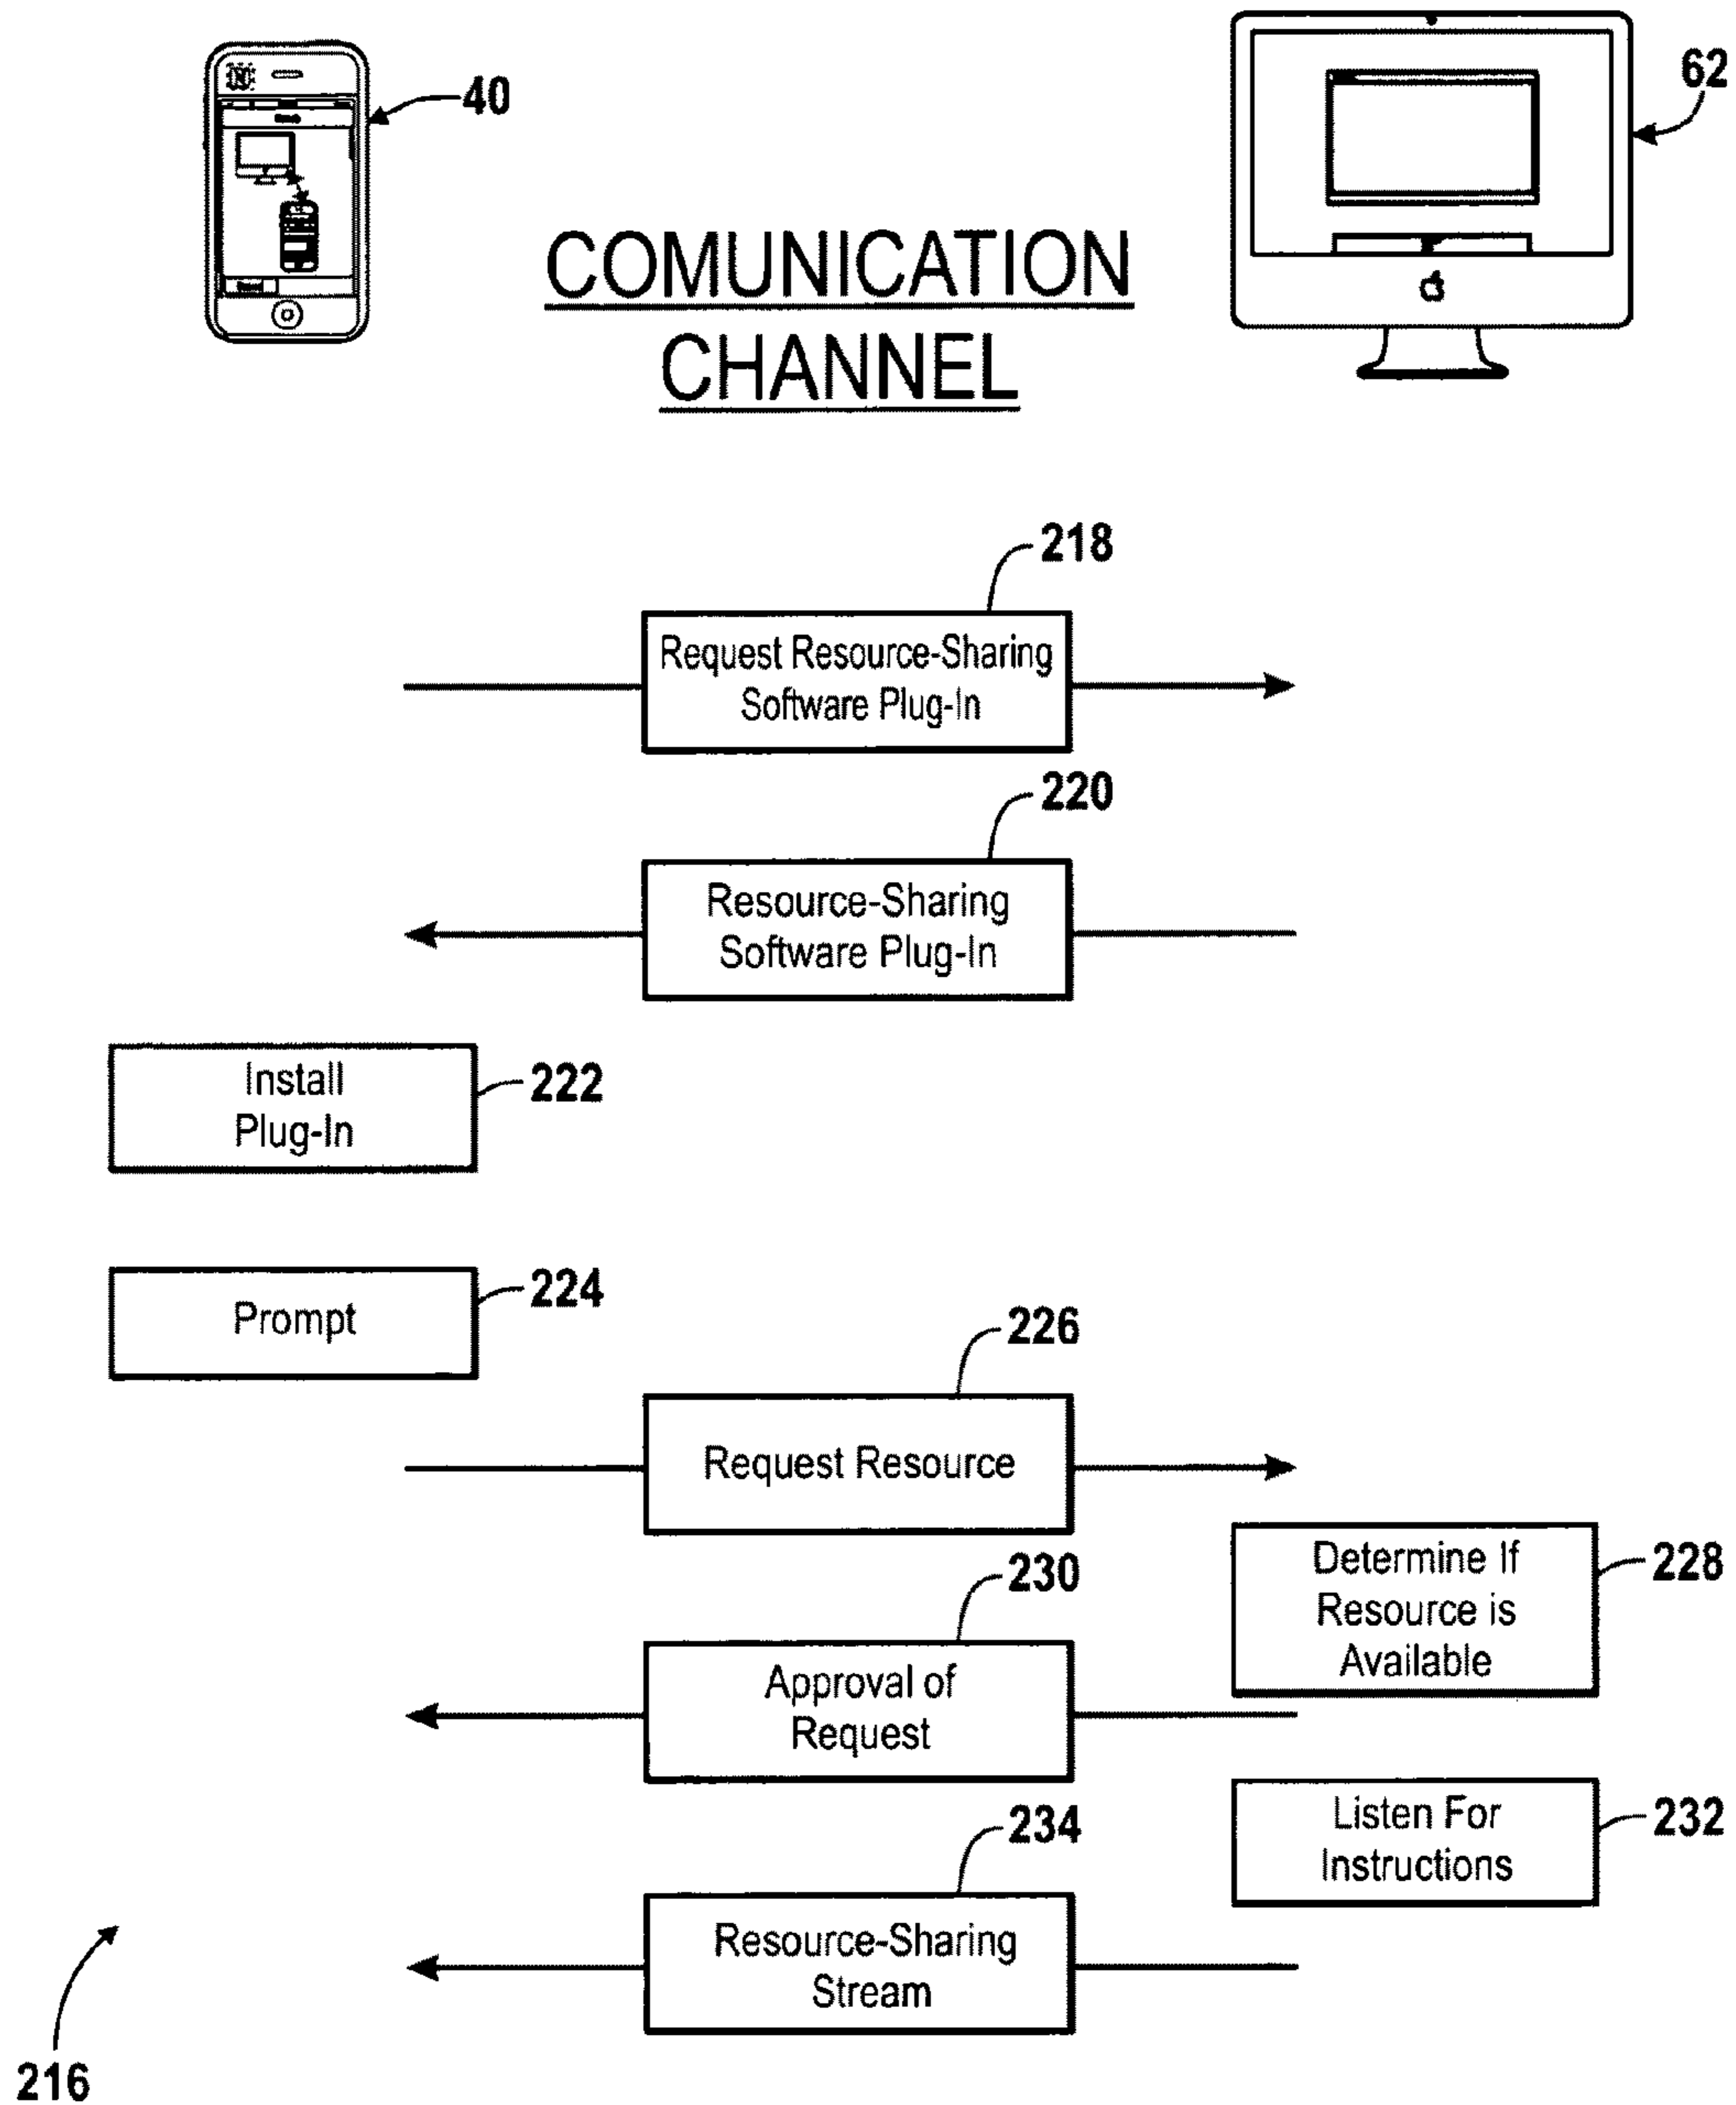 40
62
COMUNICATION
CHANNEL
218
Request Resource-Sharing
Software Plug-In
220
Resource-Sharing
Software Plug-In
Install
Plug-In
222
Prompt
224
226
Request Resource
Determine If
Resource is
Available
228
230
Approval of
Request
Listen For
Instructions
232
234
Resource-Sharing
Stream
216